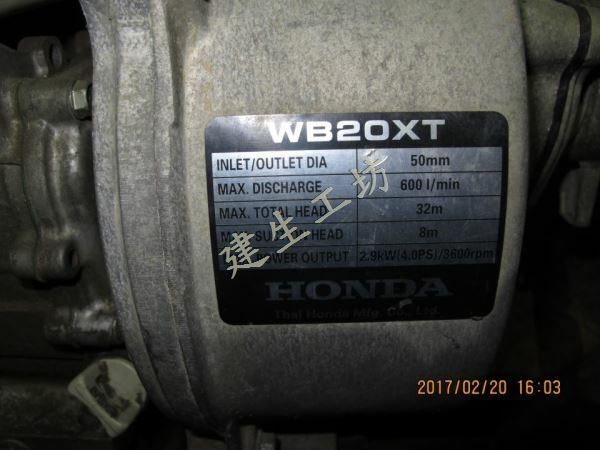 WB20XT
INLET/OUTLET DIA 50mm
MAX. DISCHARGE 600 l/min
MAX. TOTAL HEAD 32m
HEAD 8m
POWER OUTPUT 2.9kW(4.0PS)/3600rpm
HONDA
Thai Honda Mfg. Co., Ltd.
建生工坊
2017/02/20 16:03